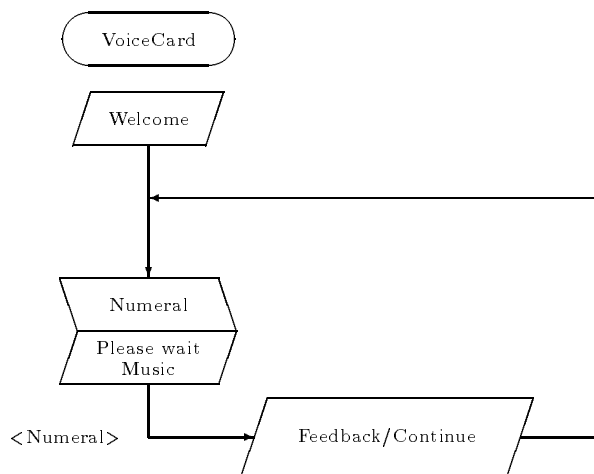 VoiceCard
Welcome
Numeral
Please wait
Music
<Numeral>
Feedback/Continue